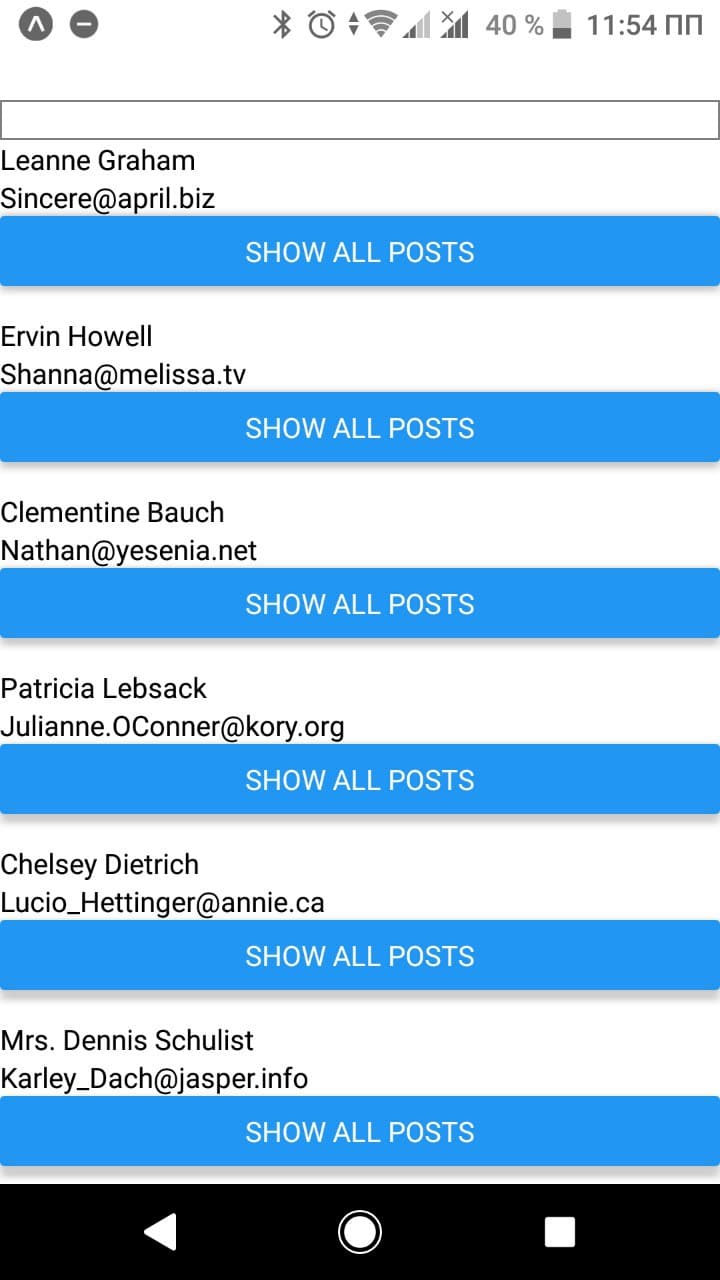 40 % 11:54 ПП
Leanne Graham
Sincere@april.biz
SHOW ALL POSTS
Ervin Howell
Shanna@melissa.tv
SHOW ALL POSTS
Clementine Bauch
Nathan@yesenia.net
SHOW ALL POSTS
Patricia Lebsack
Julianne.OConner@kory.org
SHOW ALL POSTS
Chelsey Dietrich
Lucio_Hettinger@annie.ca
SHOW ALL POSTS
Mrs. Dennis Schulist
Karley_Dach@jasper.info
SHOW ALL POSTS